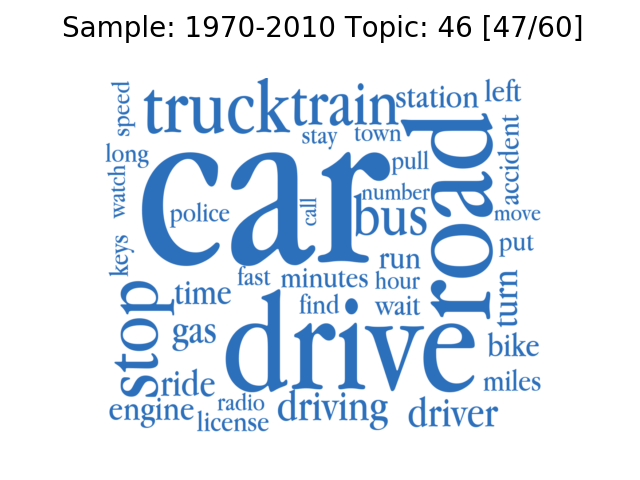 Sample: 1970-2010 Topic: 46 [47/60]
speed truck train station left
stay town
long watch car pull road accident
police call number bus move
keys run put
fast minutes hour turn
stop time find wait
gas drive bike
ride miles
engine radio driving driver
license